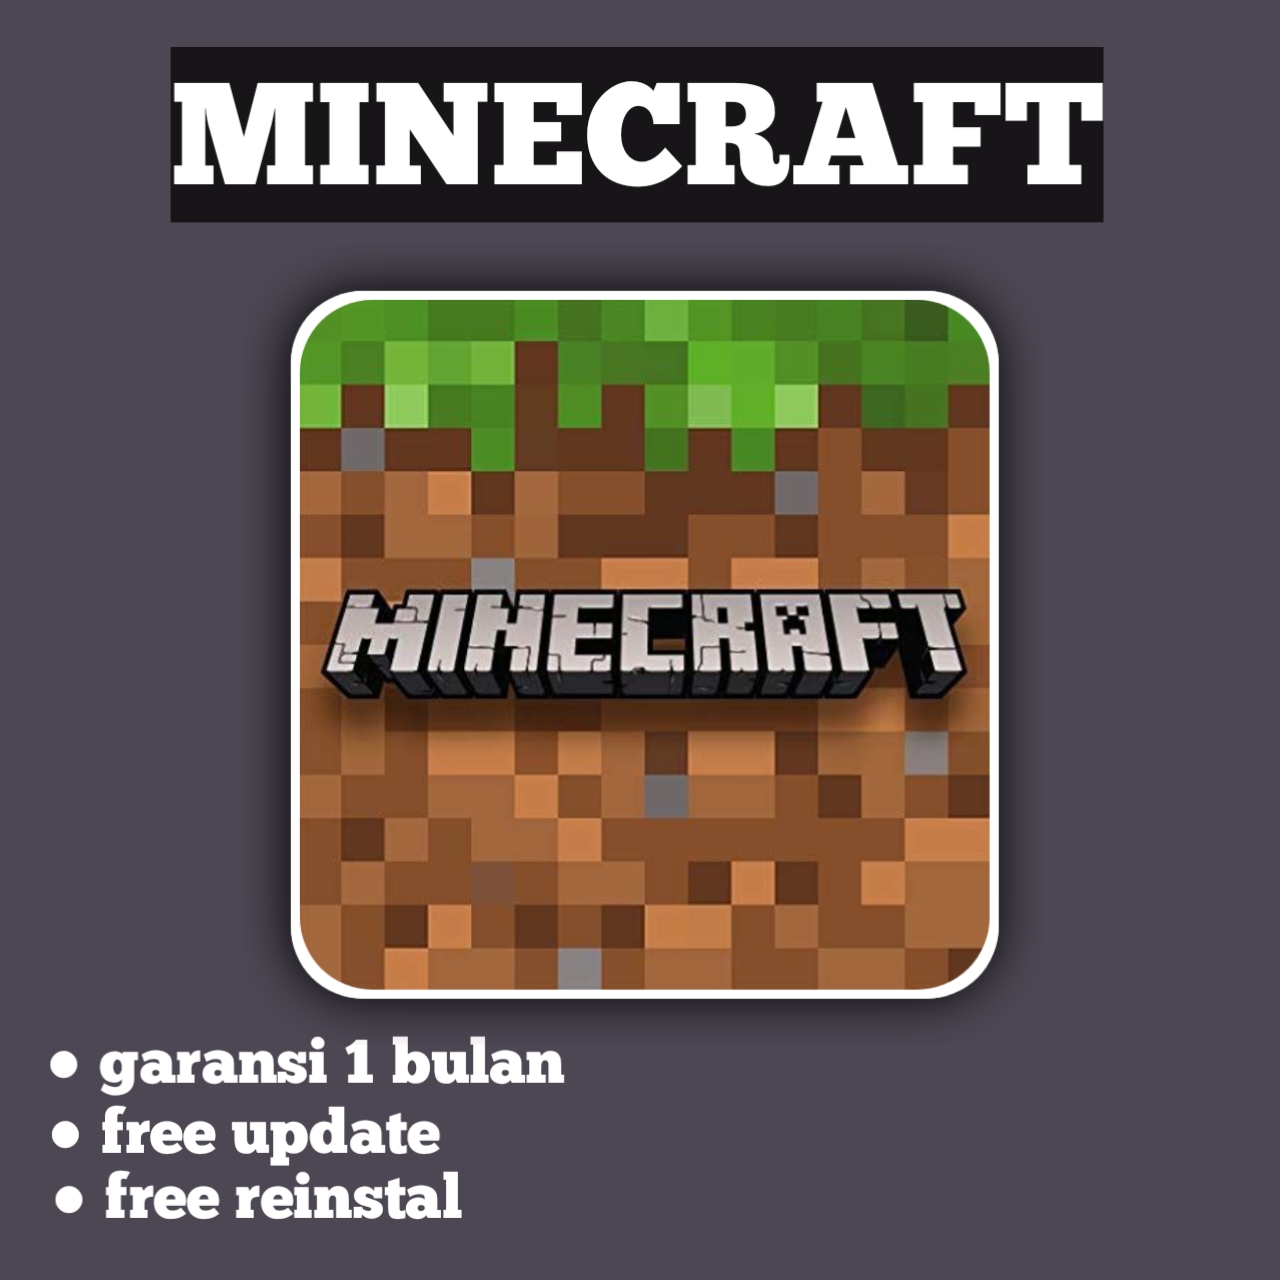 MINECRAFT
MINECRAFT
• garansi 1 bulan
• free update
• free reinstal